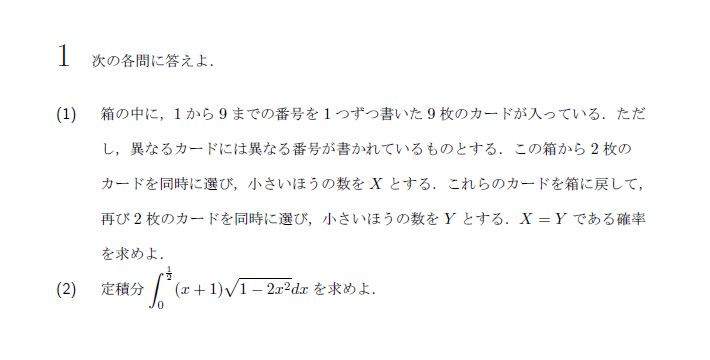 1 次の各問に答えよ.
(1) 箱の中に, 1 から 9 までの番号を 1 つずつ書いた 9 枚のカードが入っている. ただ
し, 異なるカードには異なる番号が書かれているものとする. この箱から 2 枚の
カードを同時に選び, 小さいほうの数を X とする. これらのカードを箱に戻して,
再び 2 枚のカードを同時に選び, 小さいほうの数を Y とする. X = Y である確率
を求めよ.
(2) 定積分 ∫₀^{1/2} (x + 1)√(1 − 2x²) dx を求めよ.